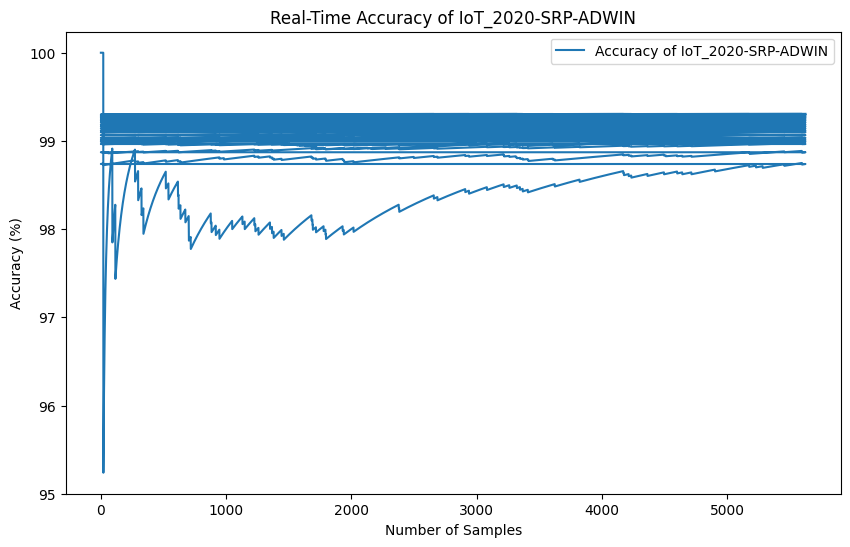 Real-Time Accuracy of IoT_2020-SRP-ADWIN
Accuracy of IoT_2020-SRP-ADWIN
Accuracy (%)
100
99
98
97
96
95
0 1000 2000 3000 4000 5000
Number of Samples